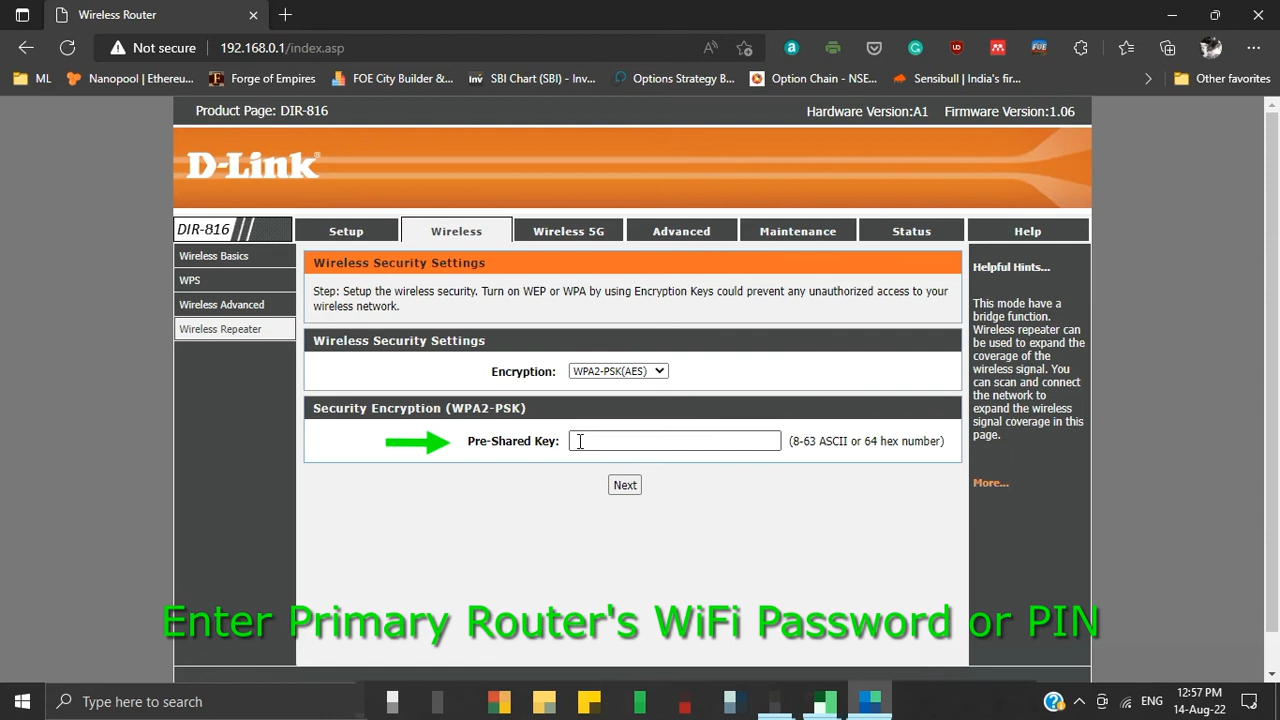 Wireless Router
Not secure 192.168.0.1/index.asp
ML Nanopool | Ethereu... Forge of Empires FOE City Builder &... SBI Chart (SBI) - Inv... Options Strategy B... Option Chain - NSE... Sensibull | India's fir... Other favorites
Product Page: DIR-816 Hardware Version:A1 Firmware Version:1.06
D-Link
DIR-816 Setup Wireless Wireless 5G Advanced Maintenance Status Help
Wireless Basics
WPS
Wireless Advanced
Wireless Repeater
Wireless Security Settings
Step: Setup the wireless security. Turn on WEP or WPA by using Encryption Keys could prevent any unauthorized access to your
wireless network.
Wireless Security Settings
Encryption: WPA2-PSK(AES)
Security Encryption (WPA2-PSK)
Pre-Shared Key: (8-63 ASCII or 64 hex number)
Next
Helpful Hints...
This mode have a
bridge function.
Wireless repeater can
be used to expand the
coverage of the
wireless signal. You
can scan and connect
the network to
expand the wireless
signal coverage in this
page.
More...
Enter Primary Router's WiFi Password or PIN
Type here to search
ENG
12:57 PM
14-Aug-22